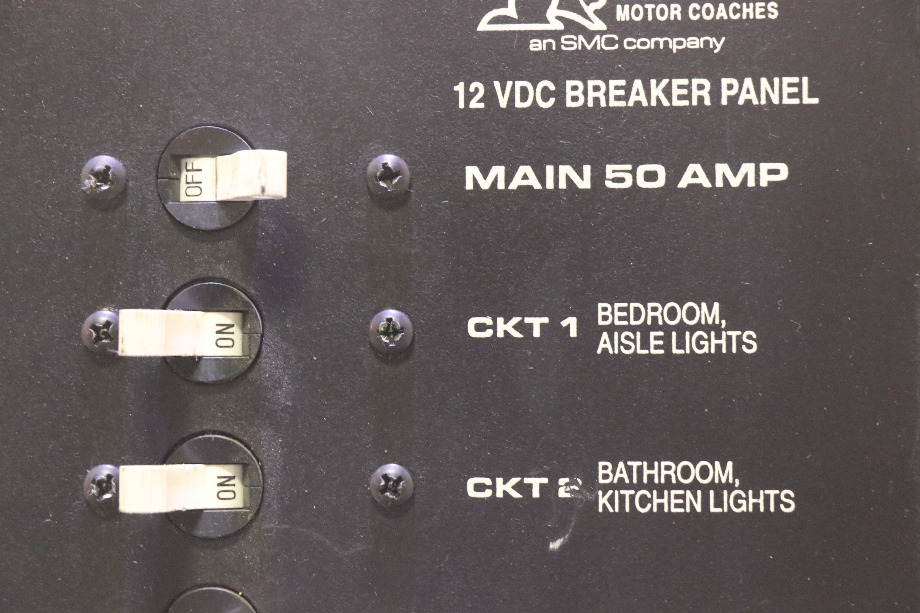 MOTOR COACHES
an SMC company
12 VDC BREAKER PANEL
OFF
MAIN 50 AMP
ON
CKT 1
BEDROOM,
AISLE LIGHTS
ON
CKT 2
BATHROOM,
KITCHEN LIGHTS